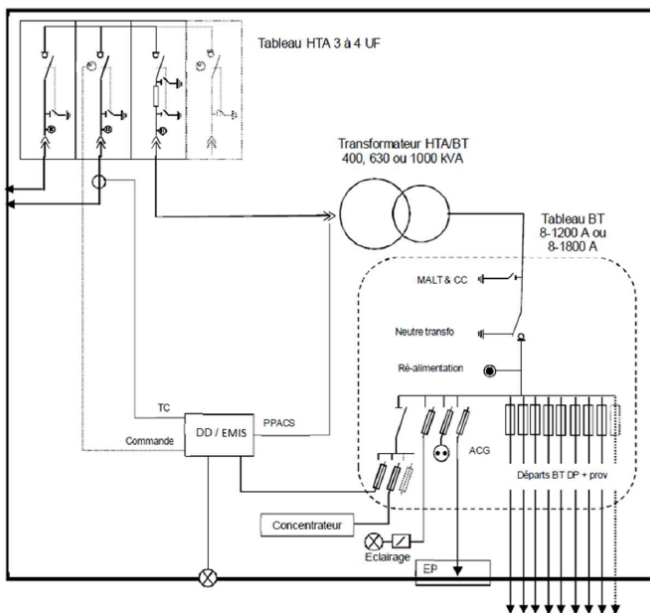 Tableau HTA 3 à 4 UF
Transformateur HTA/BT
400, 630 ou 1000 kVA
Tableau BT
8-1200 A ou
8-1800 A
MALT & CC
Neutre transfo
Ré-alimentation
TC
DD / EMIS
PPACS
Commande
ACG
Départs BT DP + prov
Concentrateur
Eclairage
EP